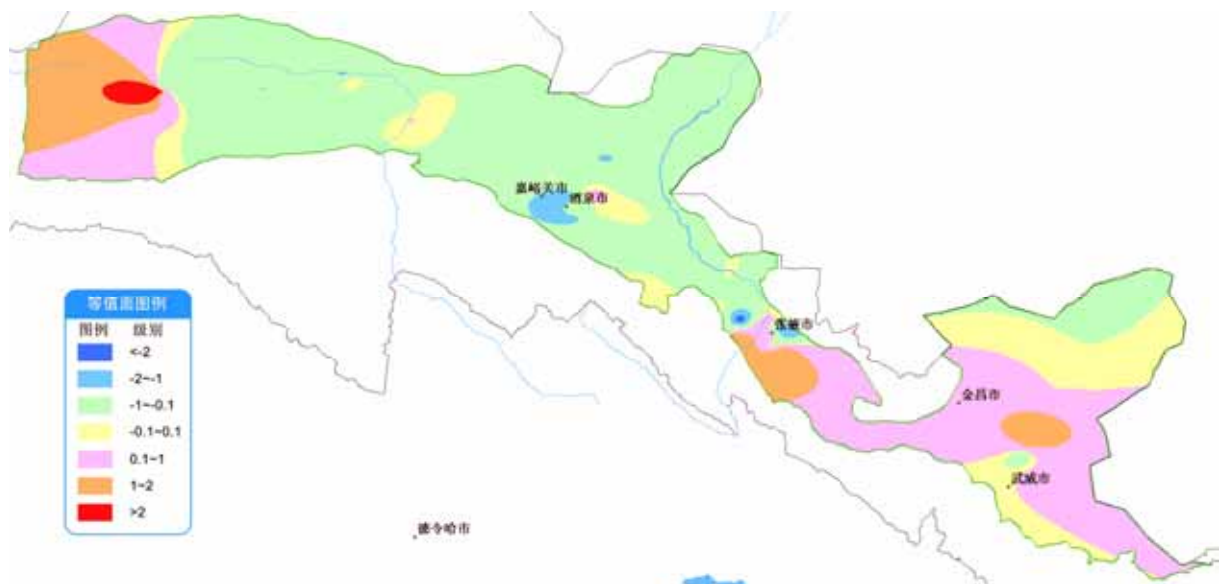 嘉峪关市
酒泉市
张掖市
金昌市
武威市
德令哈市
等值面图例
图例 级别
<-2
-2~-1
-1~-0.1
-0.1~0.1
0.1~1
1~2
>2